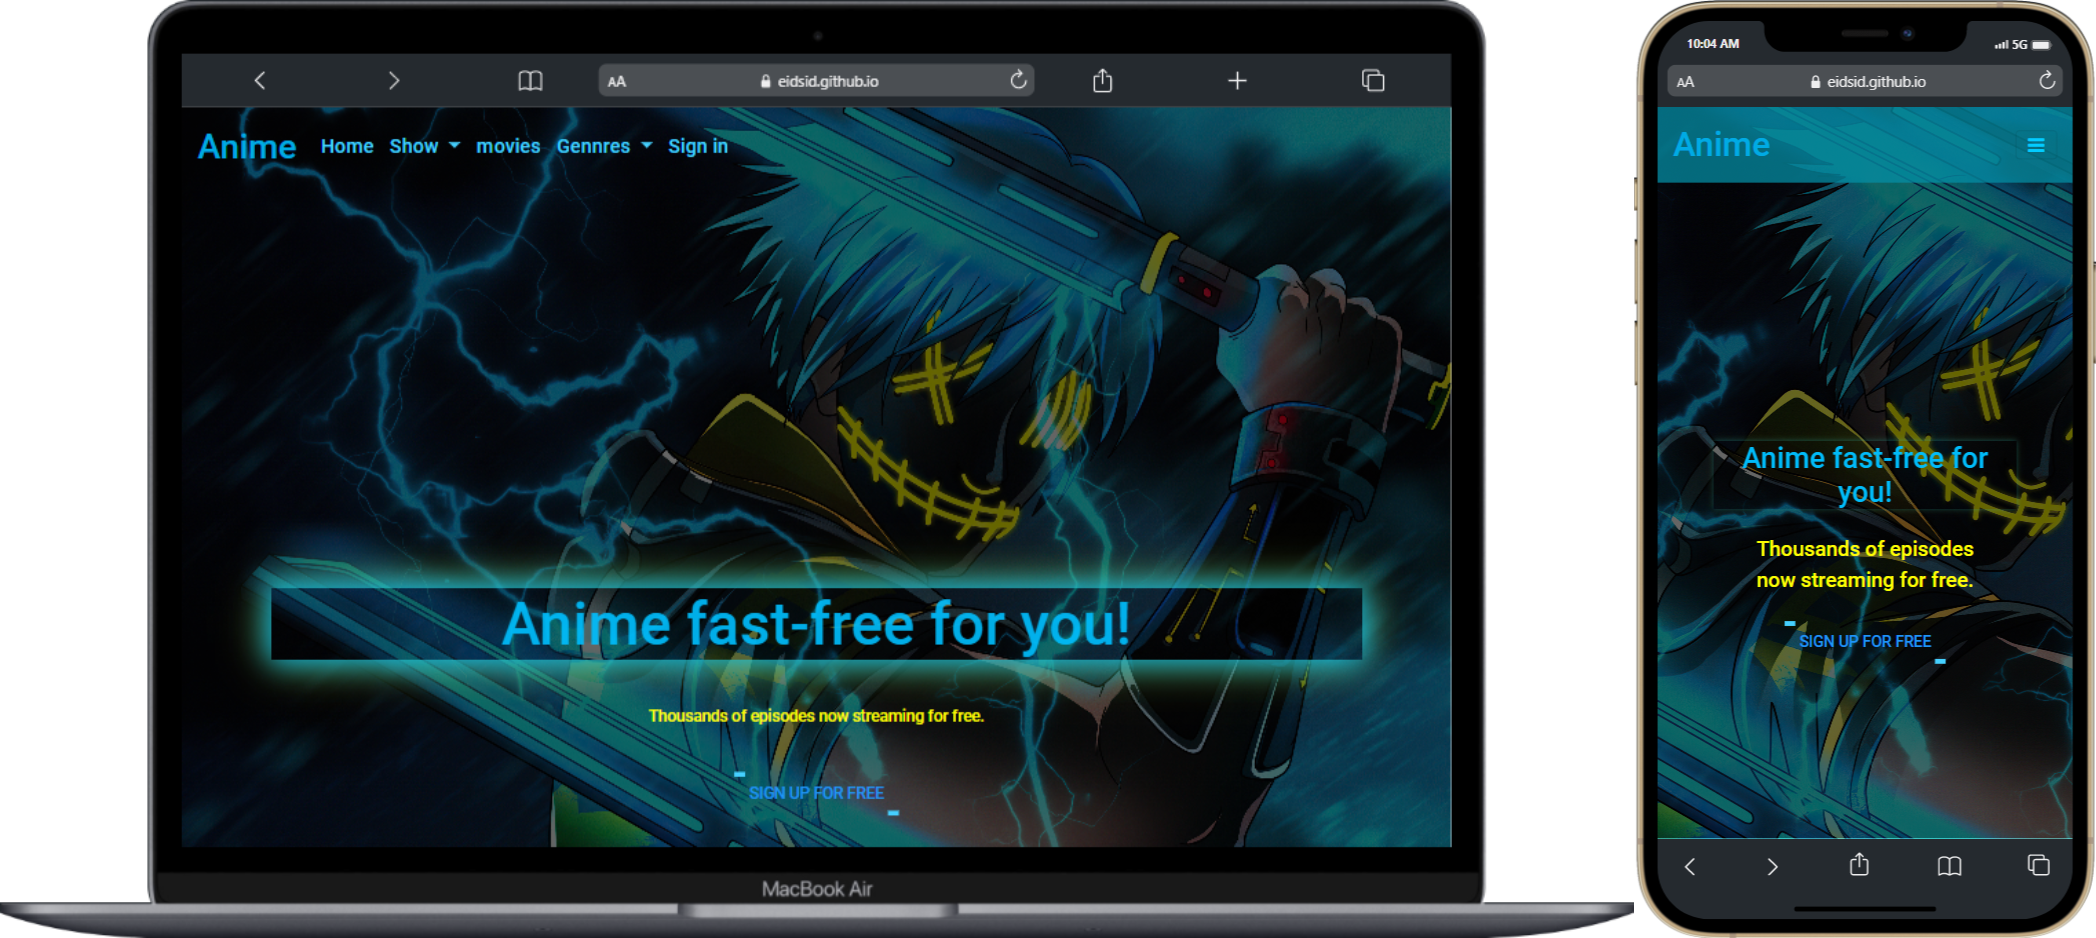 AA
eidsid.github.io
Anime Home Show movies Gennres Sign in
Anime fast-free for you!
Thousands of episodes now streaming for free.
SIGN UP FOR FREE
MacBook Air
10:04 AM
5G
AA
eidsid.github.io
Anime
Anime fast-free for
you!
Thousands of episodes
now streaming for free.
SIGN UP FOR FREE